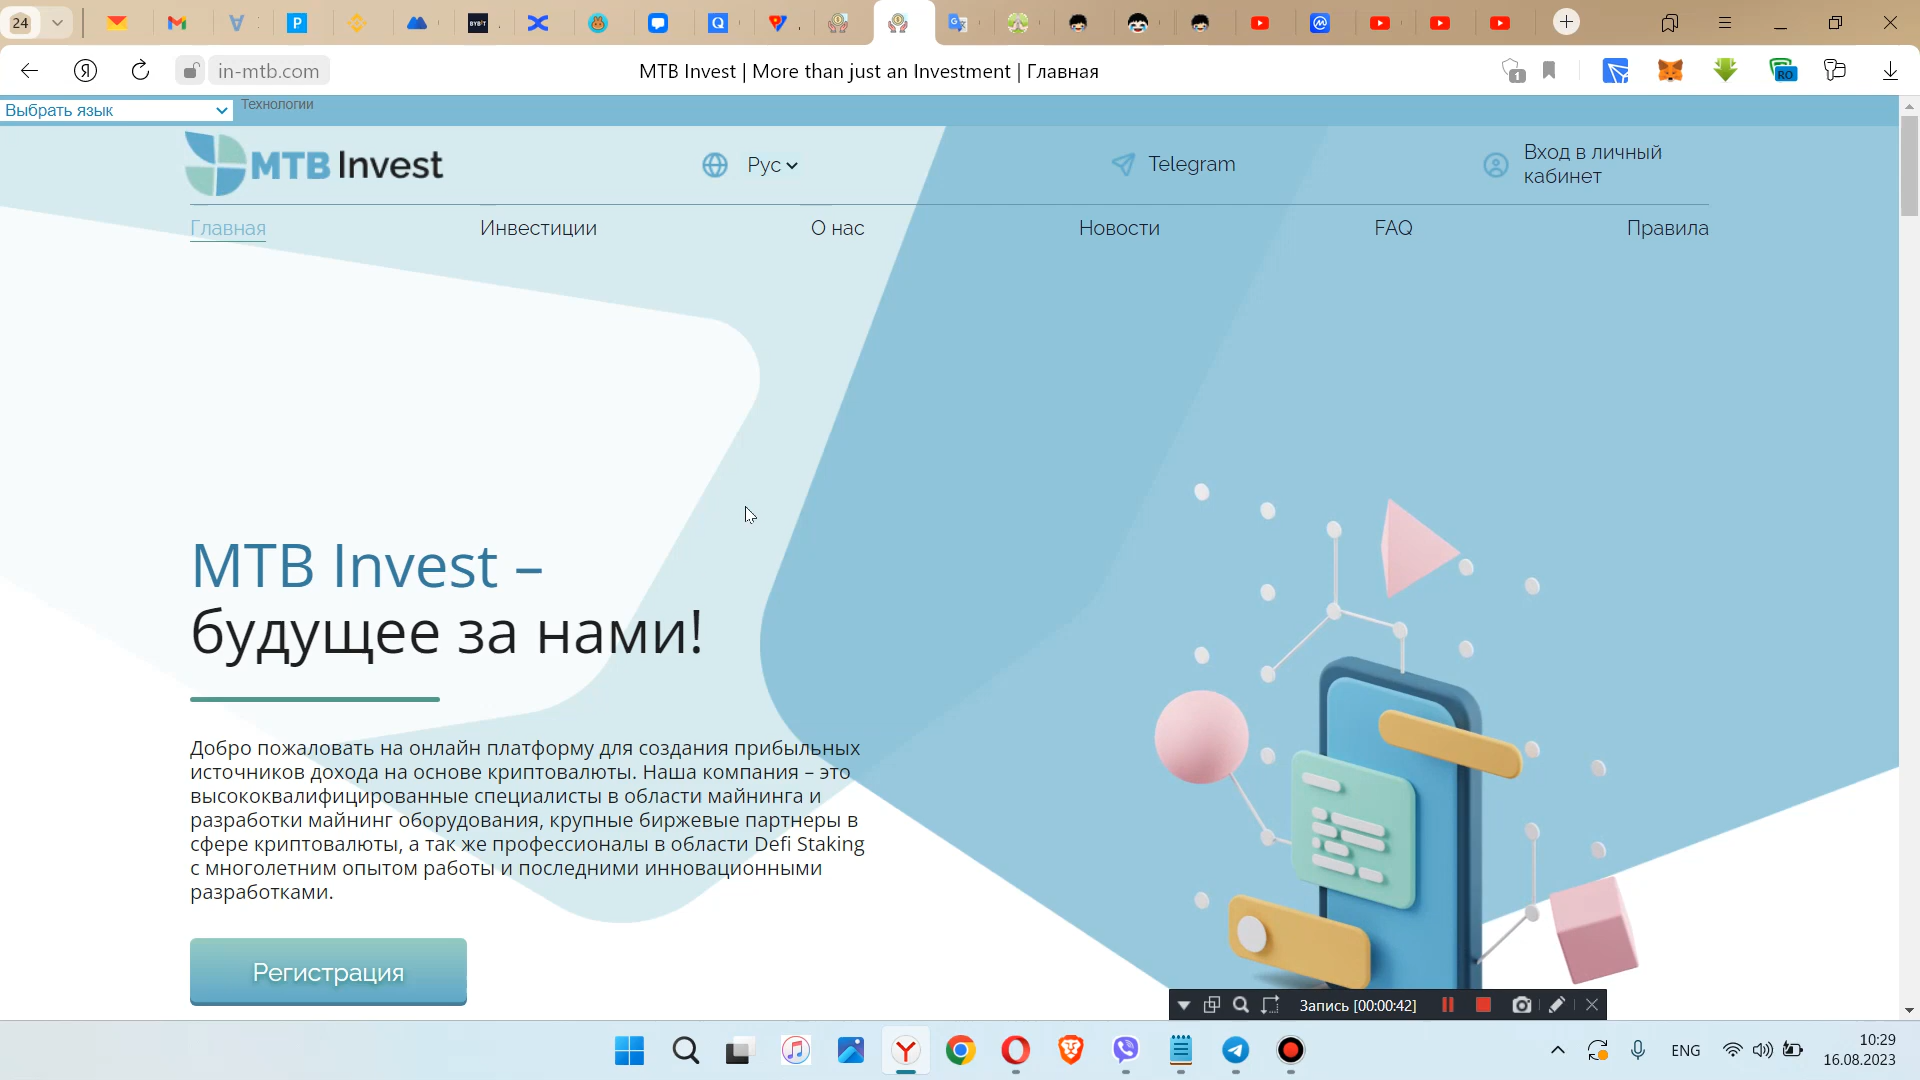 24
in-mtb.com
MTB Invest | More than just an Investment | Главная
1
RO
Выбрать язык
Технологии
MTB Invest
Рус
Telegram
Вход в личный
кабинет
Главная
Инвестиции
О нас
Новости
FAQ
Правила
MTB Invest –
будущее за нами!
Добро пожаловать на онлайн платформу для создания прибыльных
источников дохода на основе криптовалюты. Наша компания – это
высококвалифицированные специалисты в области майнинга и
разработки майнинг оборудования, крупные биржевые партнеры в
сфере криптовалюты, а так же профессионалы в области Defi Staking
с многолетним опытом работы и последними инновационными
разработками.
Регистрация
Запись [00:00:42]
ENG
10:29
16.08.2023